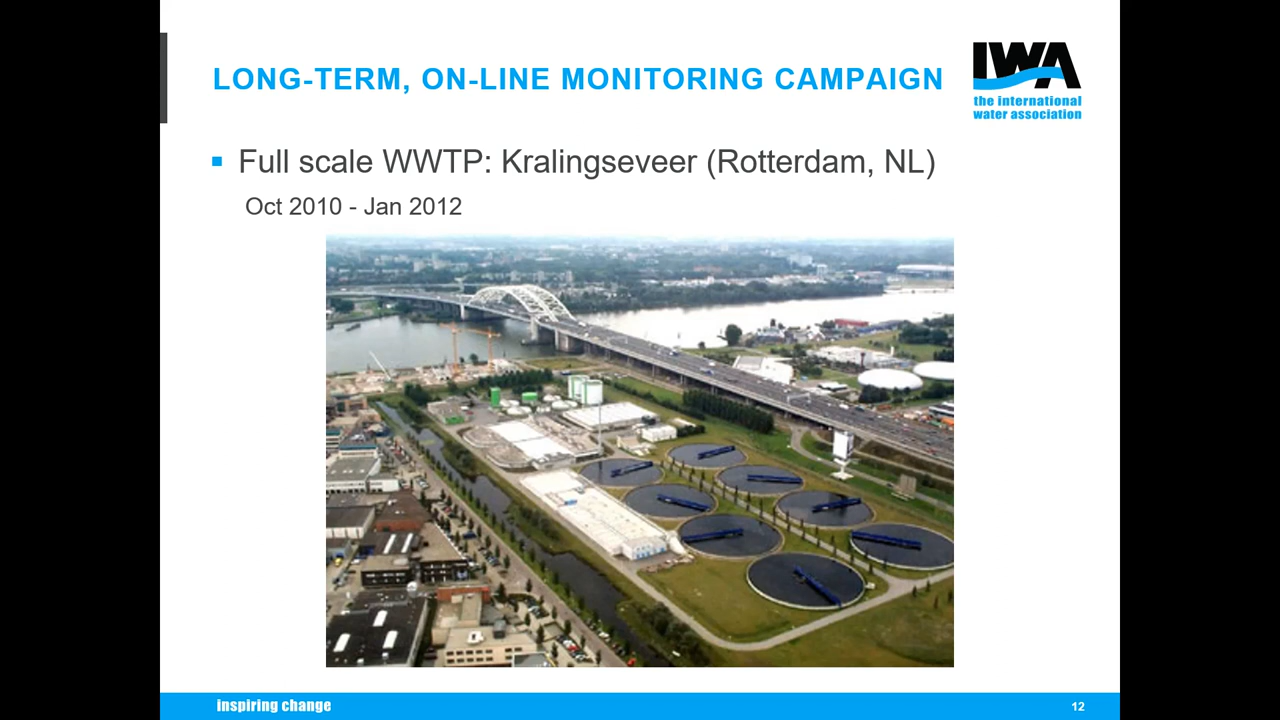 LONG-TERM, ON-LINE MONITORING CAMPAIGN
IWA
the international
water association
Full scale WWTP: Kralingseveer (Rotterdam, NL)
Oct 2010 - Jan 2012
inspiring change
12